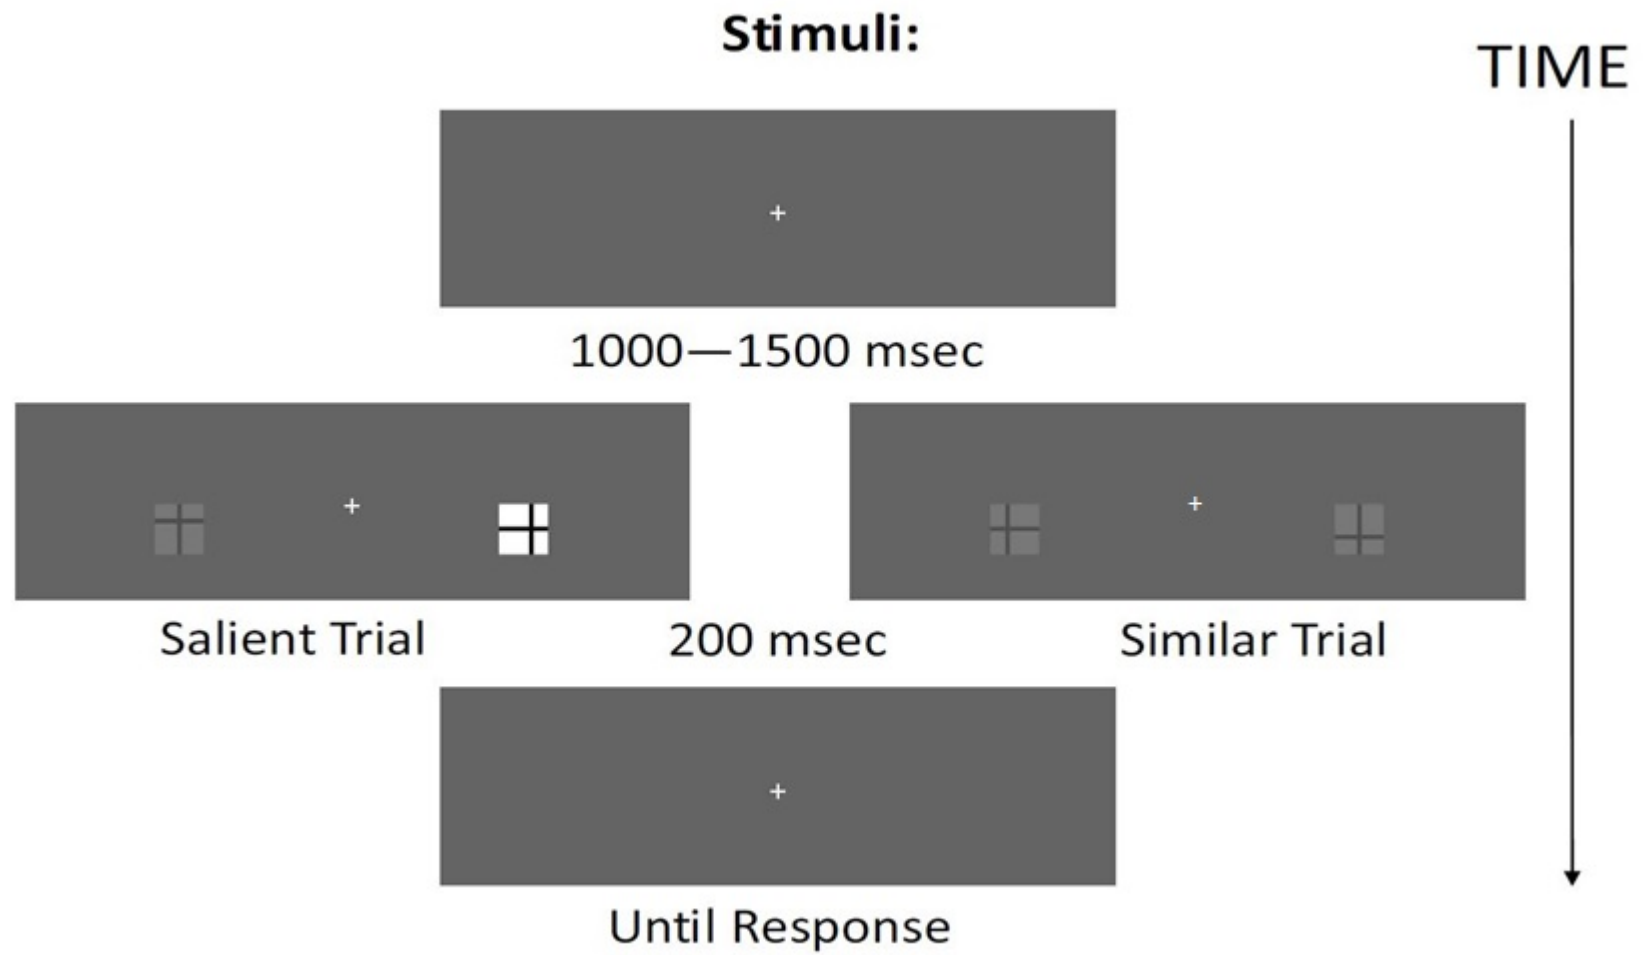 Stimuli:
TIME
1000—1500 msec
Salient Trial
200 msec
Similar Trial
Until Response